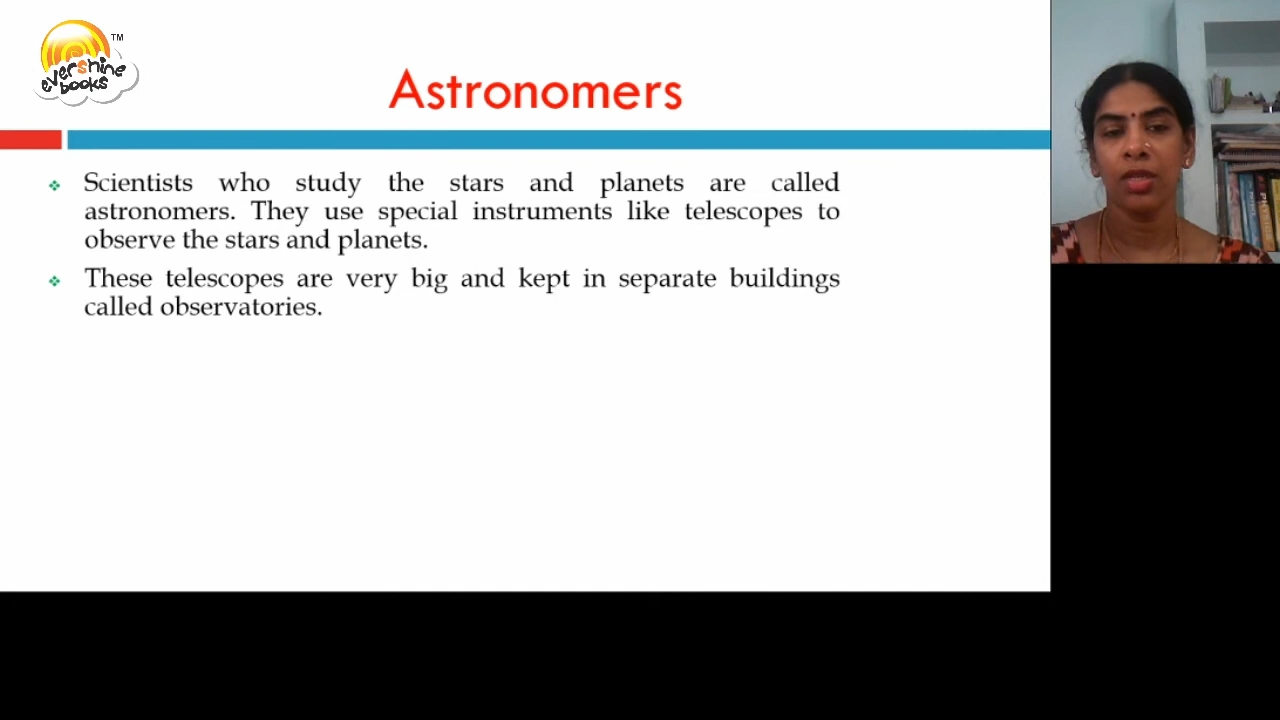 TM
evershine
books
Astronomers
Scientists who study the stars and planets are called
astronomers. They use special instruments like telescopes to
observe the stars and planets.
These telescopes are very big and kept in separate buildings
called observatories.